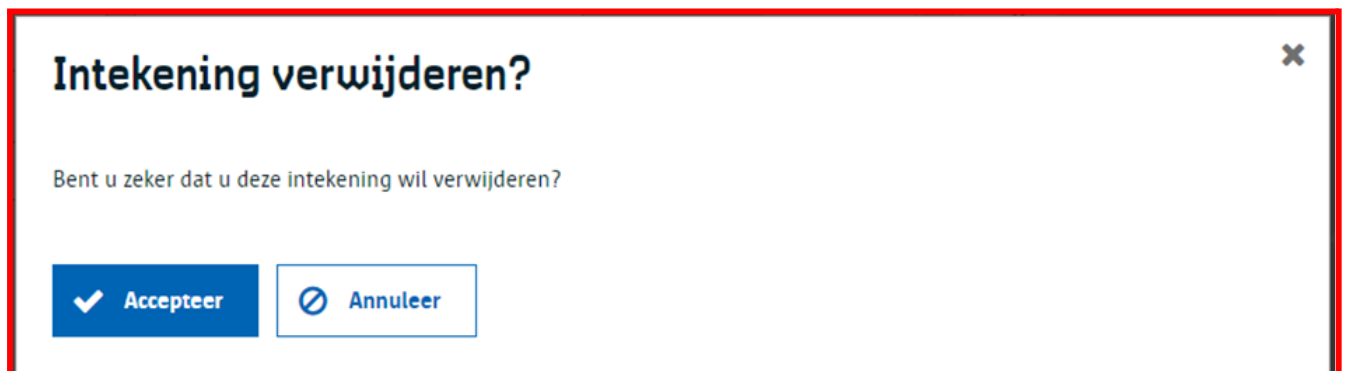 Intekening verwijderen?
Bent u zeker dat u deze intekening wil verwijderen?
Accepteer
Annuleer